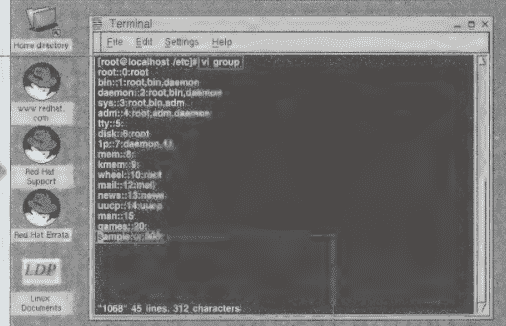 Home directory
www.redhat.
com
Red Hat
Support
Red Hat Errata
LDP
Linux
Documents
Terminal
File Edit Settings Help
[root@localhost /etc]# vi group
root::0:root
bin::1:root,bin,daemon
daemon::2:root,bin,daemon
sys::3:root,bin,adm
adm::4:root,adm,daemon
tty::5:
disk::6:root
1p::7:daemon,
mem::8:
kmem::9:
wheel::10:root
mail::12:mail
news::13:news
uucp::14:uucp
man::15:
games::20:
"1068" 45 lines, 312 characters